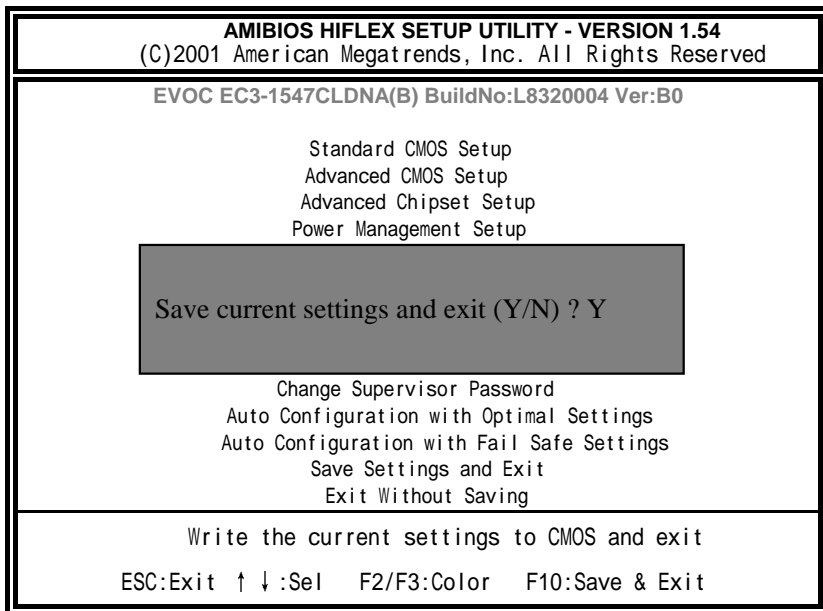 AMIBIOS HIFLEX SETUP UTILITY - VERSION 1.54
(C)2001 American Megatrends, Inc. All Rights Reserved
EVOC EC3-1547CLDNA(B) BuildNo:L8320004 Ver:B0
Standard CMOS Setup
Advanced CMOS Setup
Advanced Chipset Setup
Power Management Setup
Save current settings and exit (Y/N) ? Y
Change Supervisor Password
Auto Configuration with Optimal Settings
Auto Configuration with Fail Safe Settings
Save Settings and Exit
Exit Without Saving
Write the current settings to CMOS and exit
ESC:Exit ↑↓:Sel F2/F3:Color F10:Save & Exit